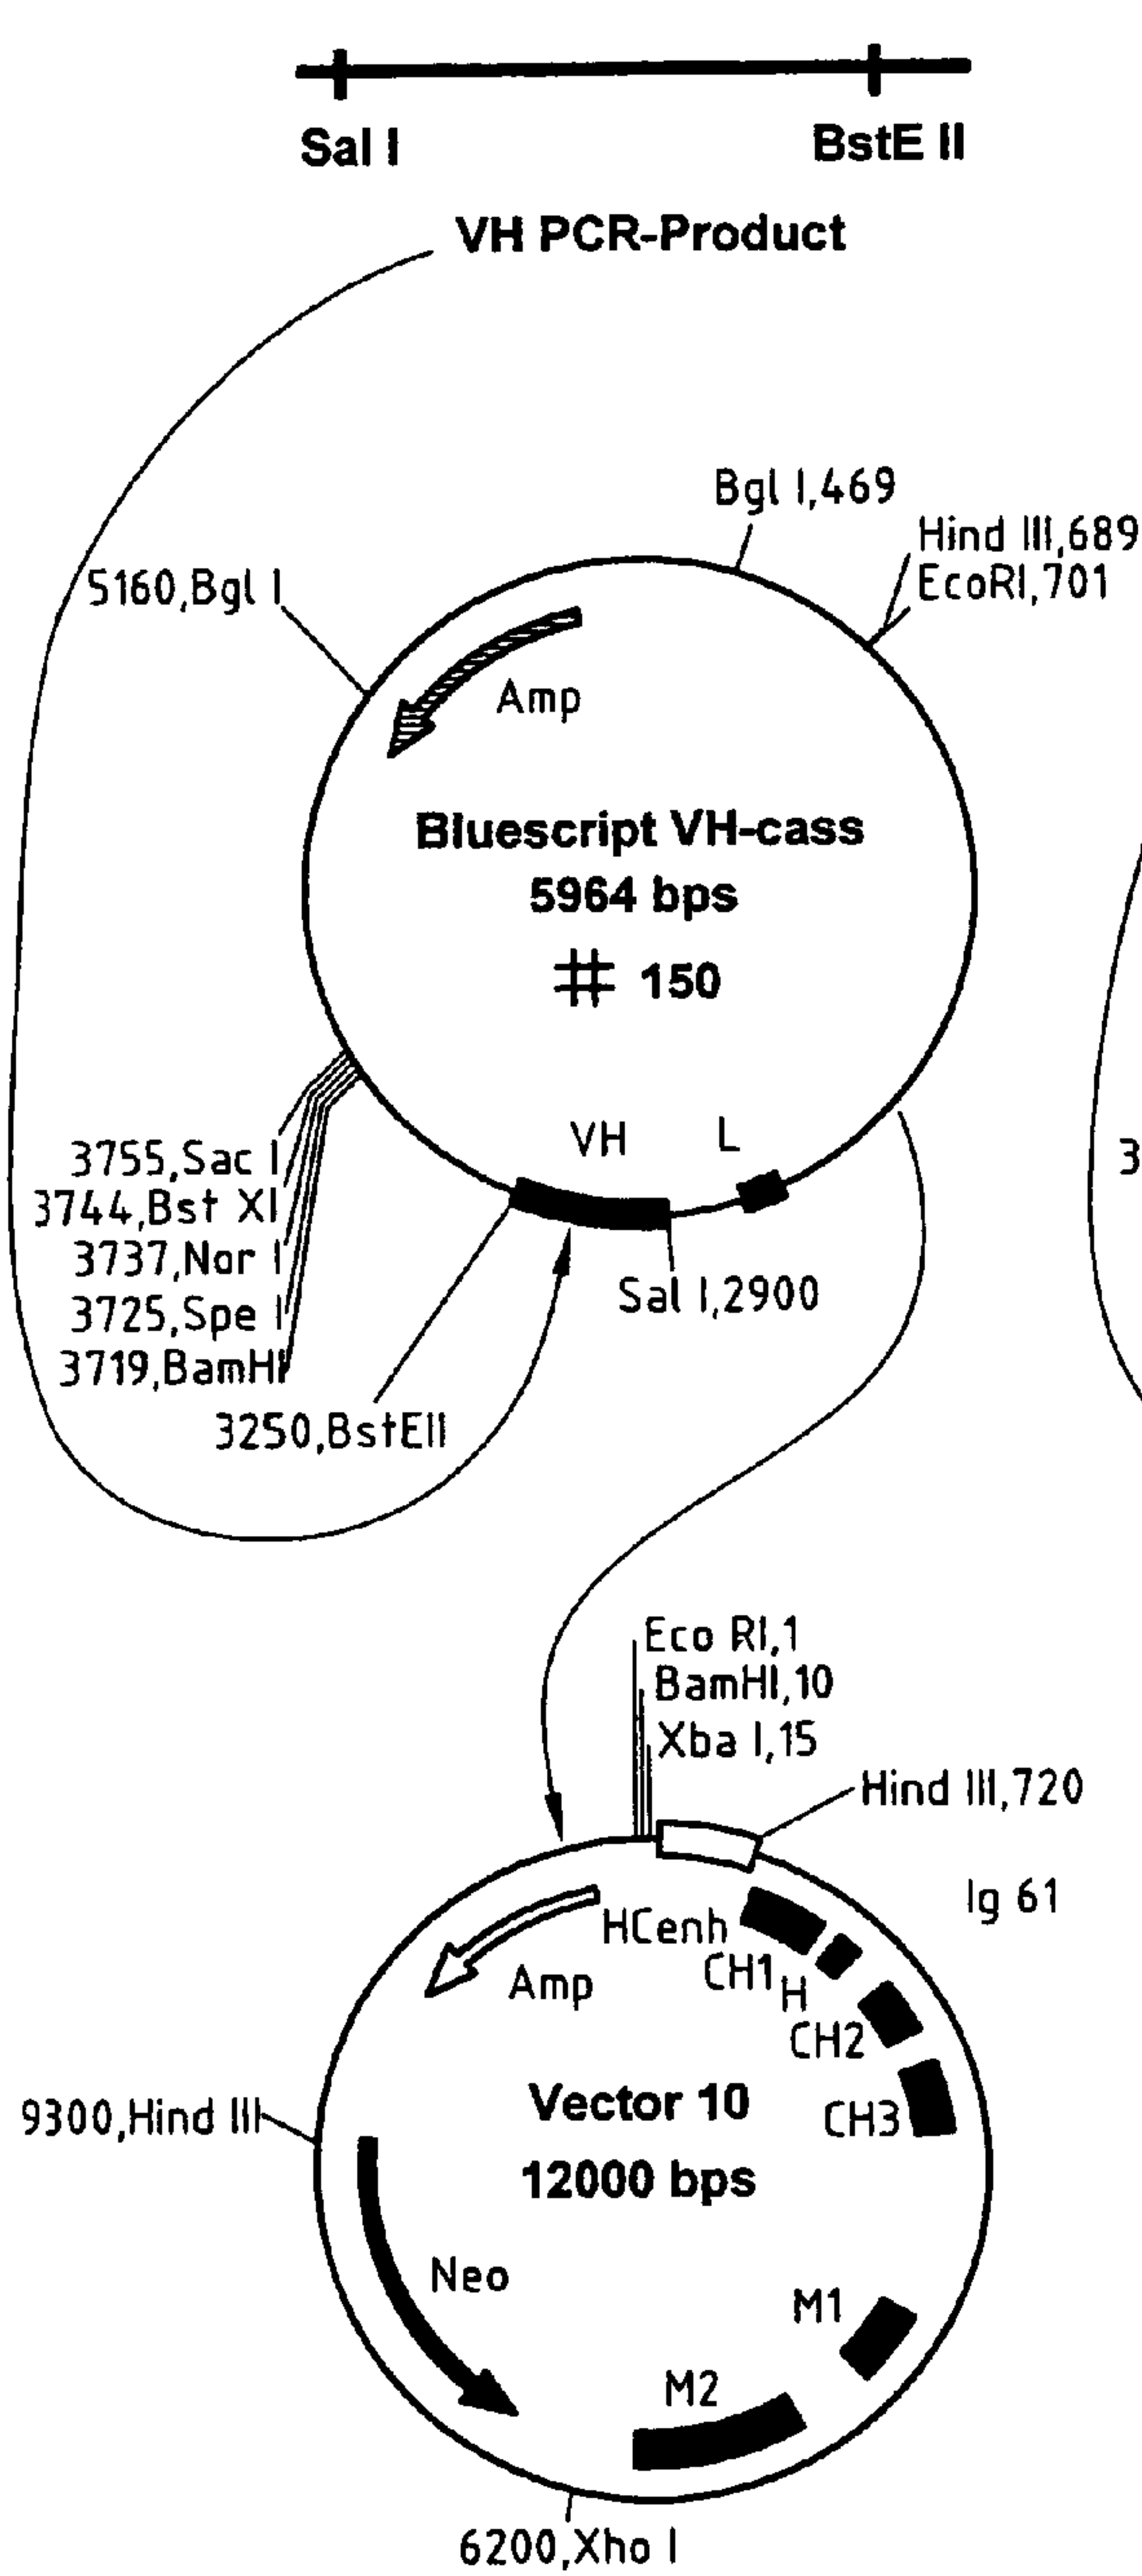 Sal I
BstE II
VH PCR-Product
Bgl I,469
Hind III,689
EcoRI,701
5160,Bgl I
Amp
Bluescript VH-cass
5964 bps
# 150
VH
L
3755,Sac I
3744,Bst XI
3737,Nor I
3725,Spe I
3719,BamHI
Sal I,2900
3250,BstEII
3
Eco RI,1
BamHI,10
Xba I,15
Hind III,720
Ig 61
HCenh
CH1
H
Amp
CH2
CH3
9300,Hind III
Vector 10
12000 bps
Neo
M1
M2
6200,Xho I